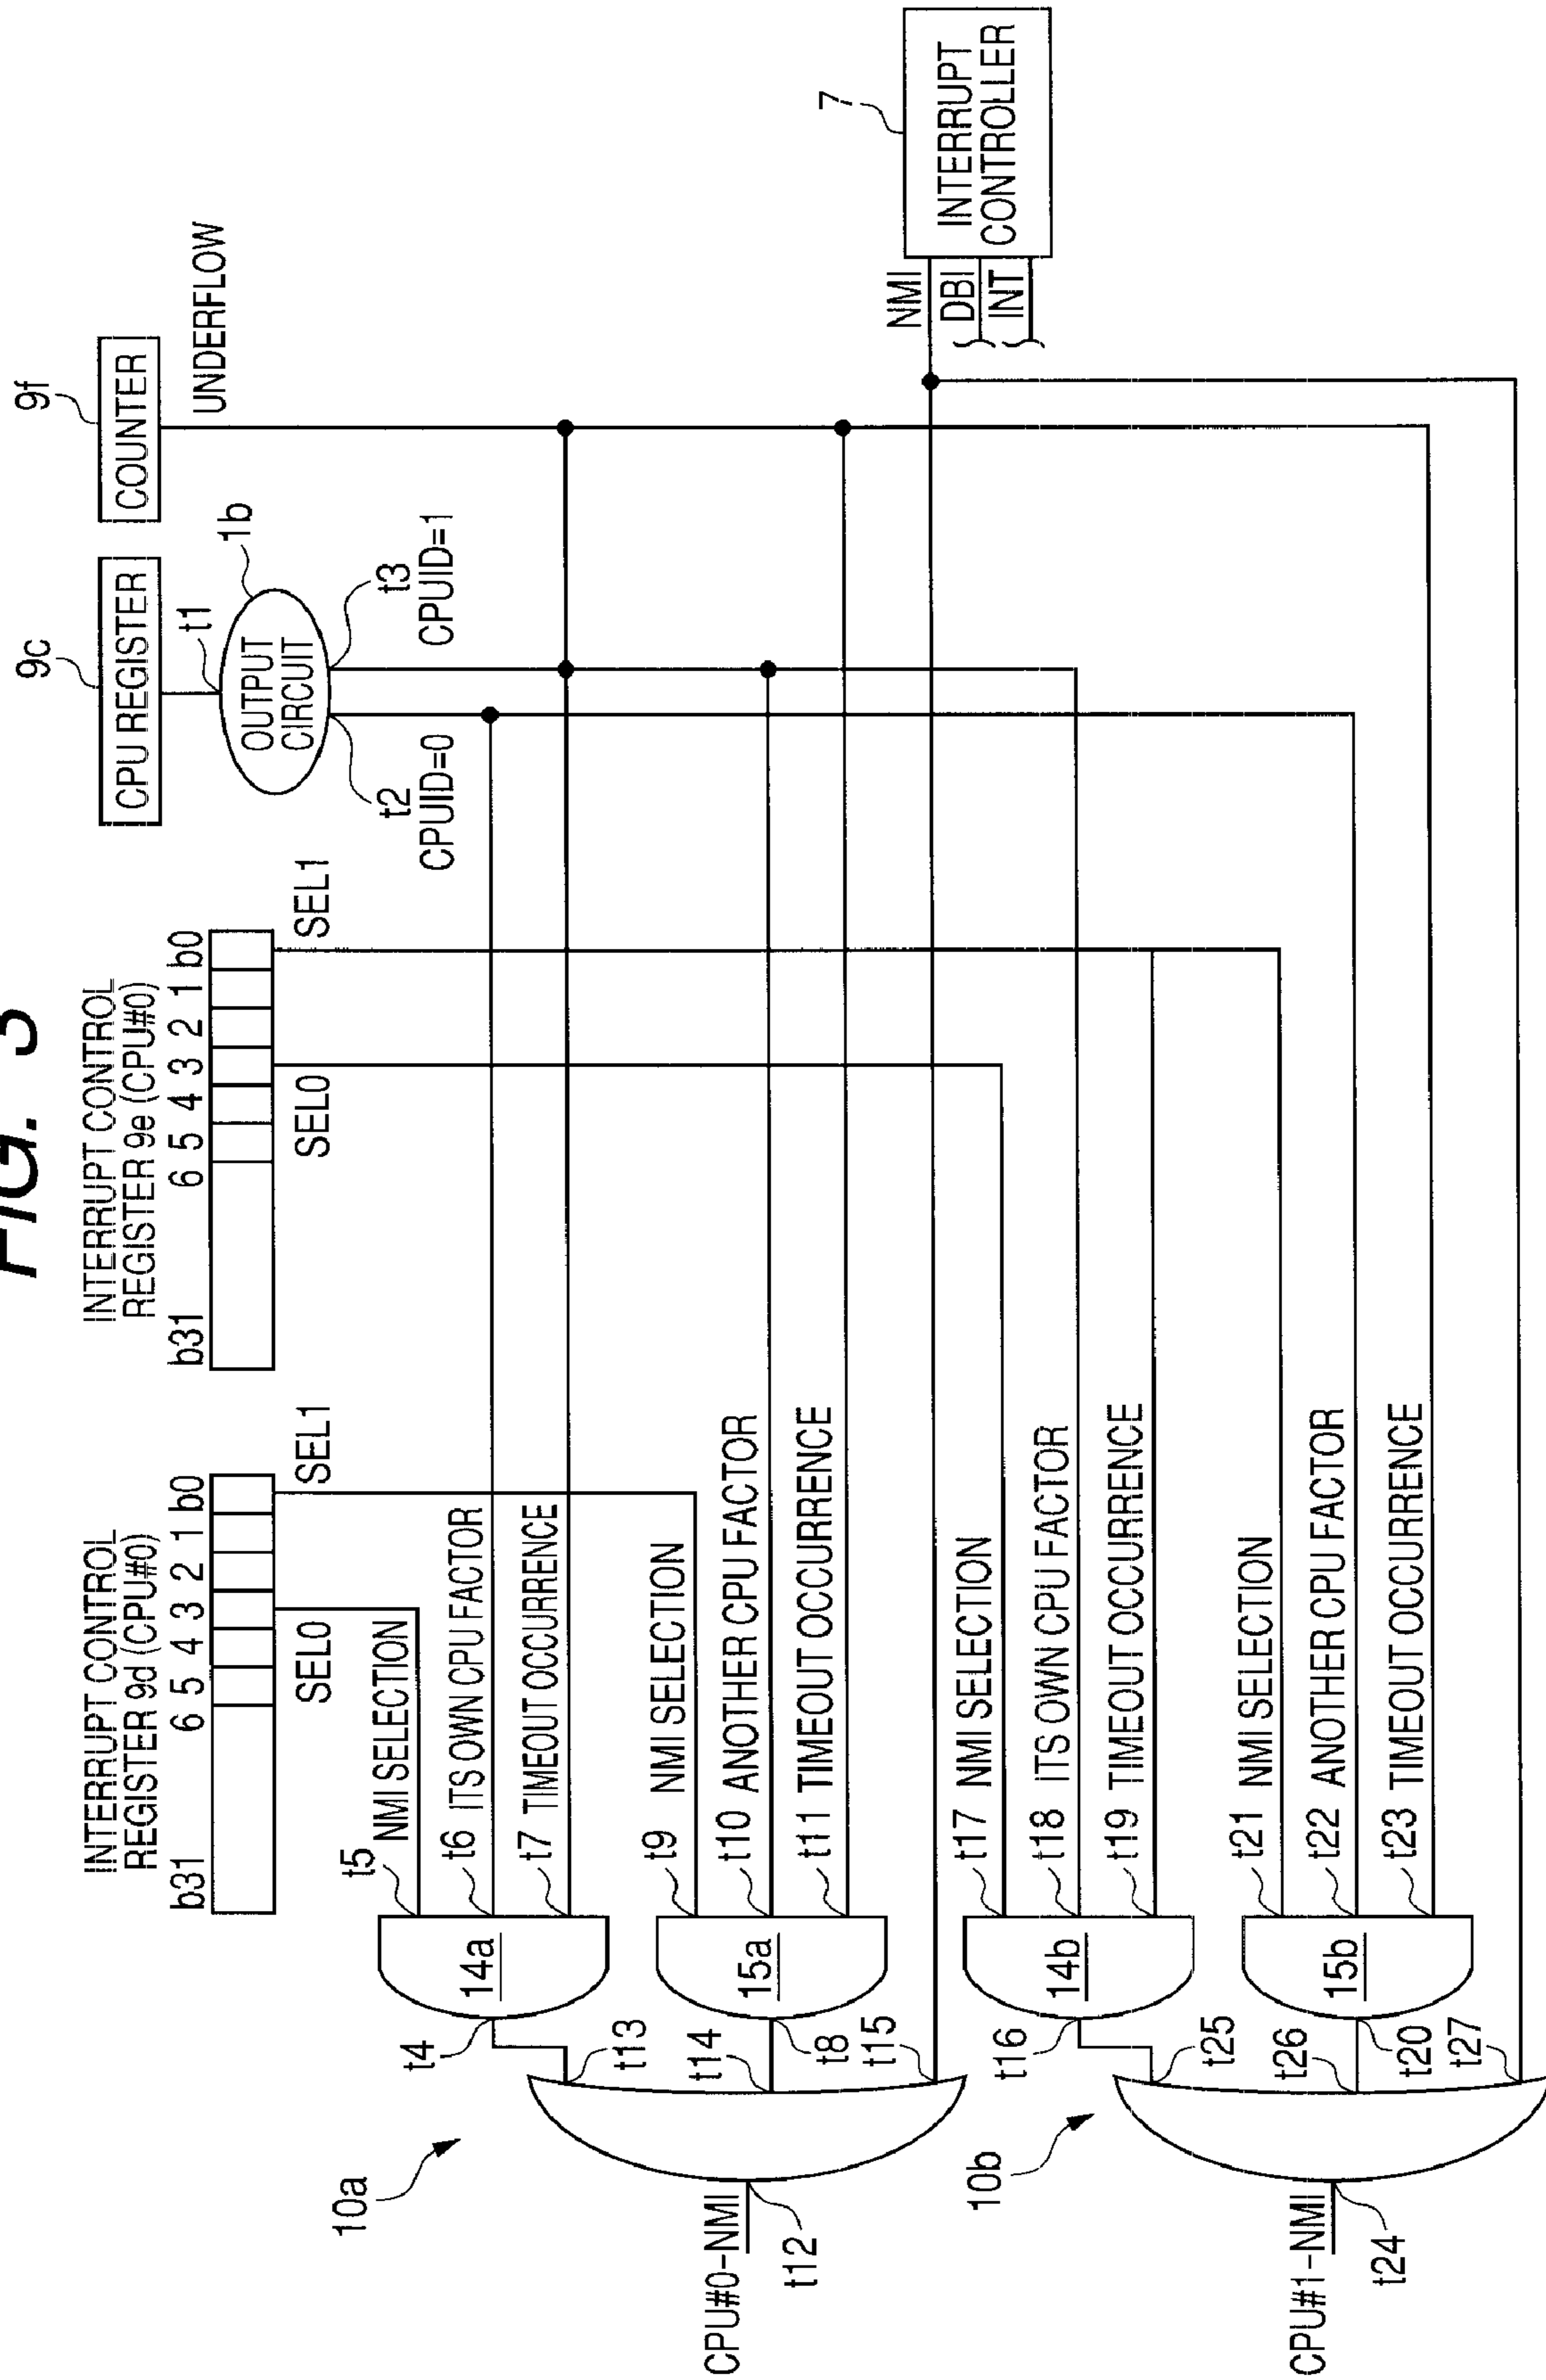 FIG. 3
INTERRUPT CONTROL
REGISTER 9d (CPU#0)
b31 6 5 4 3 2 1 b0
SEL0
SEL1
INTERRUPT CONTROL
REGISTER 9e (CPU#0)
b31 6 5 4 3 2 1 b0
SEL0
SEL1
9c
CPU REGISTER
t1
OUTPUT
CIRCUIT
1b
t2
CPUID=0
t3
CPUID=1
9f
COUNTER
UNDERFLOW
7
INTERRUPT
CONTROLLER
NMI
DBI
INT
10a
CPU#0-NMI
t12
t4
t13
t14
t8
t15
14a
t5
NMI SELECTION
t6 ITS OWN CPU FACTOR
t7 TIMEOUT OCCURRENCE
15a
t9 NMI SELECTION
t10 ANOTHER CPU FACTOR
t11 TIMEOUT OCCURRENCE
10b
CPU#1-NMI
t24
t16
t25
t26
t20
t27
14b
t17 NMI SELECTION
t18 ITS OWN CPU FACTOR
t19 TIMEOUT OCCURRENCE
15b
t21 NMI SELECTION
t22 ANOTHER CPU FACTOR
t23 TIMEOUT OCCURRENCE